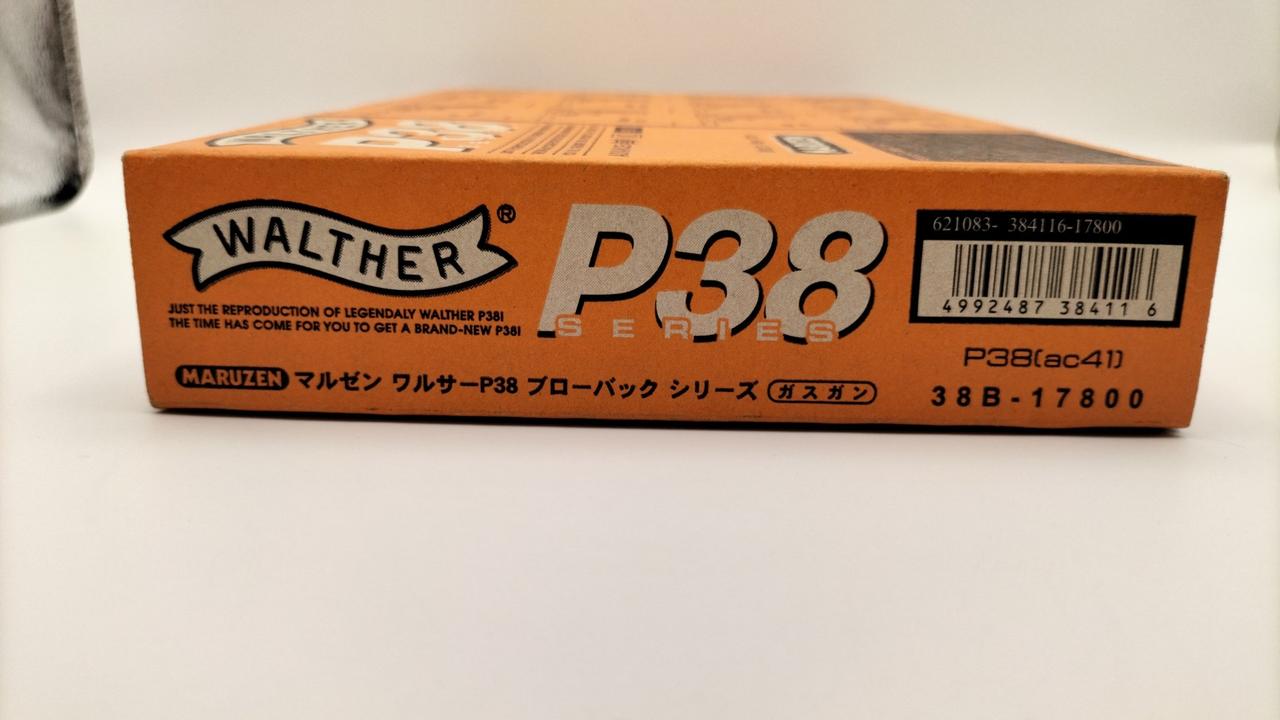 P38
WALTHER®
P38
SERIES
JUST THE REPRODUCTION OF LEGENDALY WALTHER P38!
THE TIME HAS COME FOR YOU TO GET A BRAND-NEW P38!
MARUZEN マルゼン ワルサーP38 ブローバック シリーズ ガスガン
621083- 384116-17800
4992487 38411 6
P38(ac41)
38B-17800